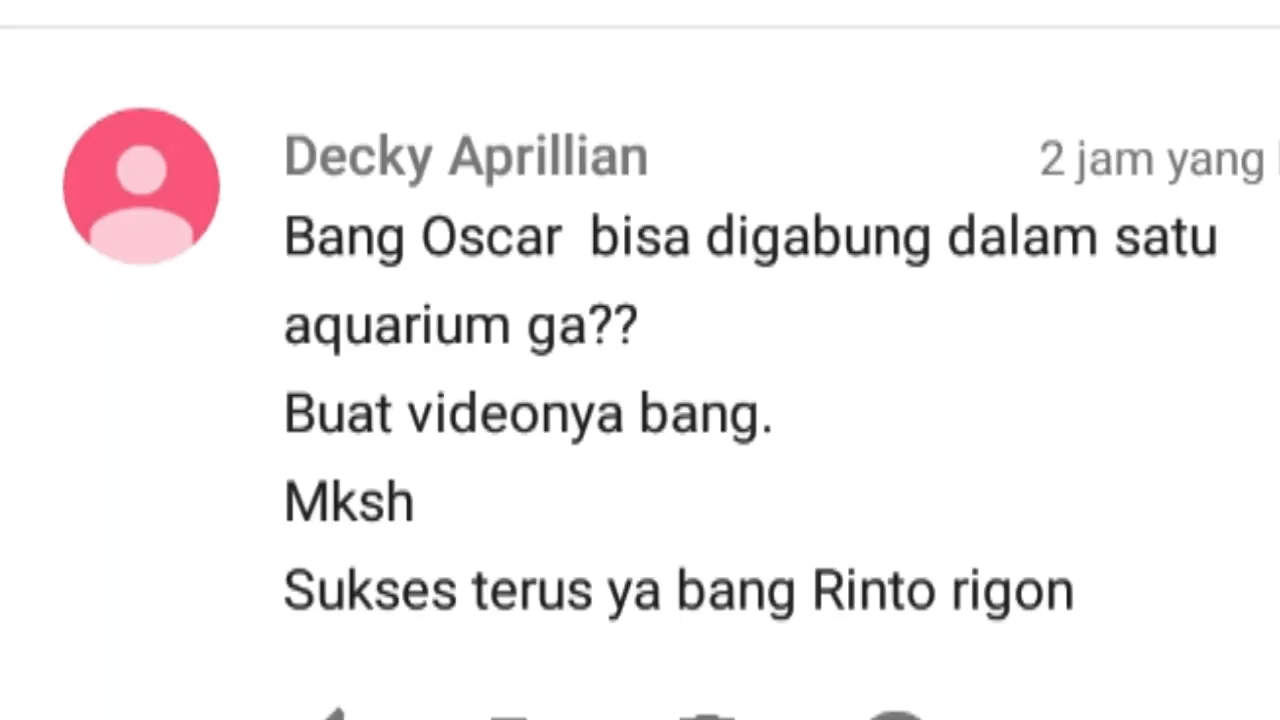 Decky Aprillian
2 jam yang
Bang Oscar bisa digabung dalam satu
aquarium ga??
Buat videonya bang.
Mksh
Sukses terus ya bang Rinto rigon